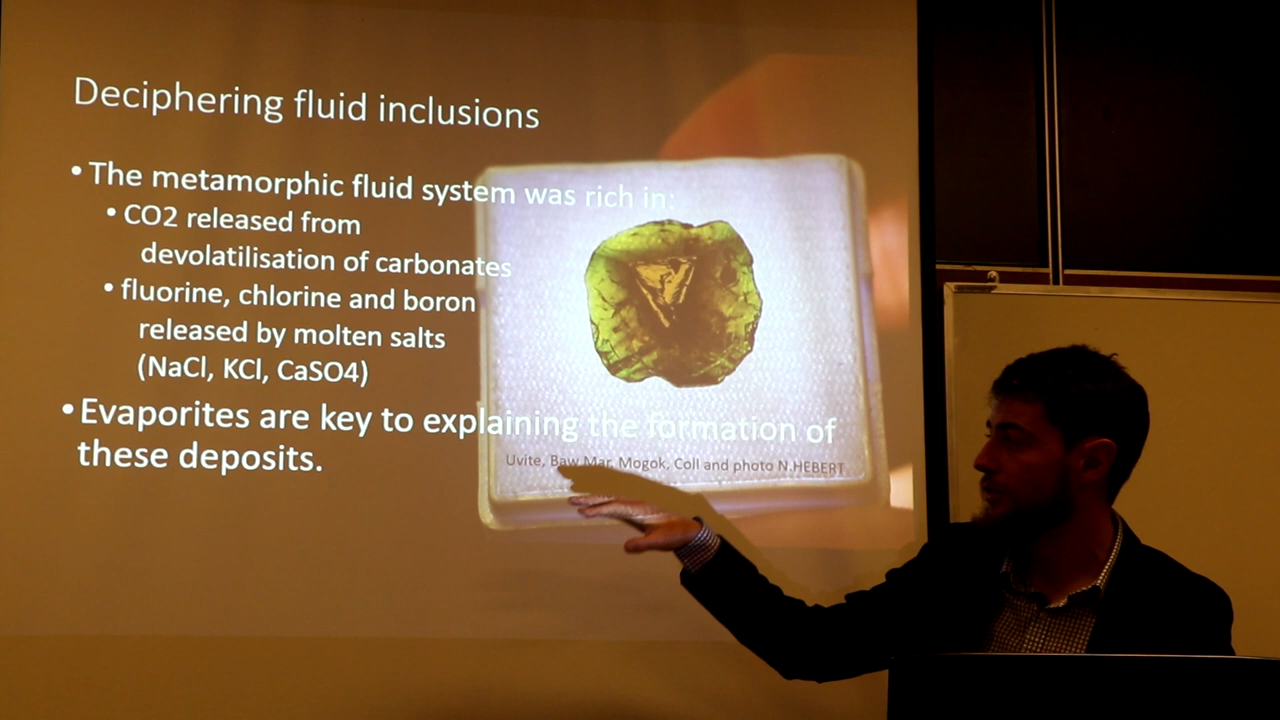 Deciphering fluid inclusions
• The metamorphic fluid system was rich in:
• CO2 released from
devolatilisation of carbonates
• fluorine, chlorine and boron
released by molten salts
(NaCl, KCl, CaSO4)
• Evaporites are key to explaining the formation of
these deposits.
Uvite, Baw Mar, Mogok, Coll and photo N.HEBERT